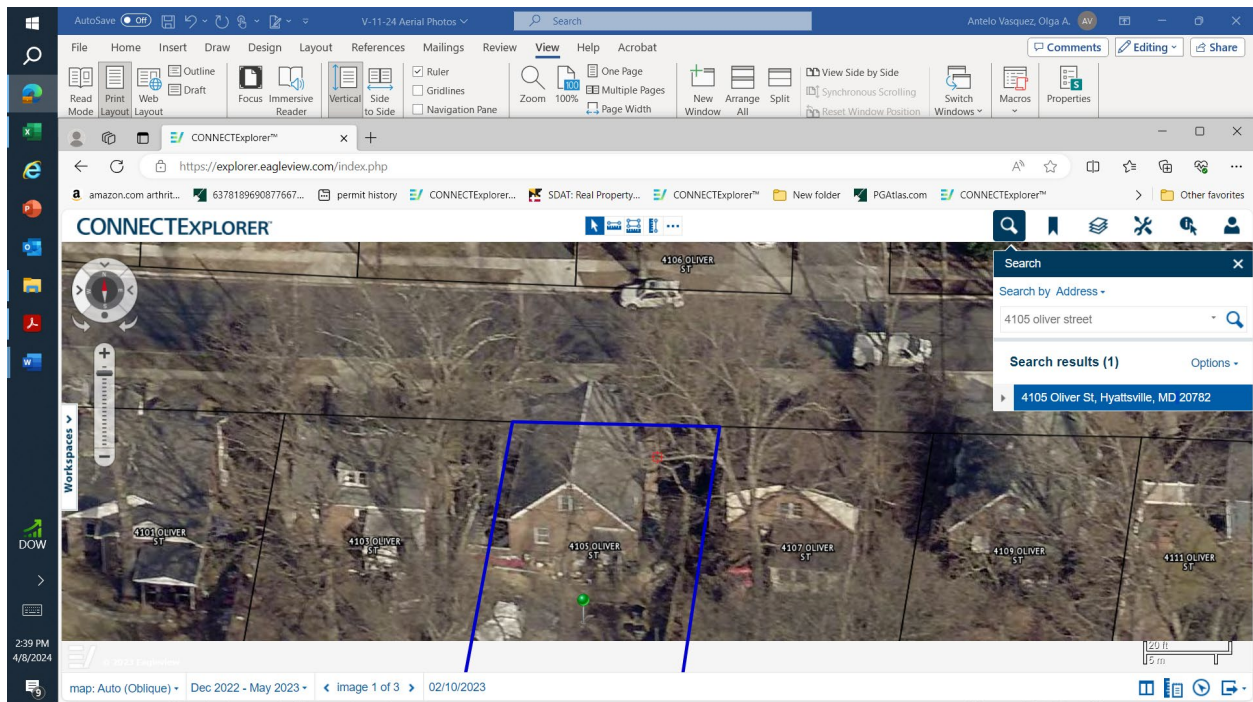 AutoSave Off V-11-24 Aerial Photos Search Antelo Vasquez, Olga A. AV
File Home Insert Draw Design Layout References Mailings Review View Help Acrobat Comments Editing Share
Read Mode
Print Layout
Web Layout
Outline
Draft
Focus
Immersive Reader
Vertical
Side to Side
Ruler
Gridlines
Navigation Pane
Zoom
100
100%
One Page
Multiple Pages
Page Width
New Window
Arrange All
Split
View Side by Side
Synchronous Scrolling
Reset Window Position
Switch Windows
Macros
Properties
CONNECTExplorer™
https://explorer.eagleview.com/index.php
amazon.com arthrit... 6378189690877667... permit history CONNECTExplorer... SDAT: Real Property... CONNECTExplorer™ New folder PGAtlas.com CONNECTExplorer™ Other favorites
CONNECTEXPLORER™
Search
Search by Address
4105 oliver street
Search results (1) Options
4105 Oliver St, Hyattsville, MD 20782
4106 OLIVER
ST
Workspaces
4101 OLIVER
ST
4103 OLIVER
ST
4105 OLIVER
ST
4107 OLIVER
ST
4109 OLIVER
ST
4111 OLIVER
ST
DOW
2:39 PM
4/8/2024
9
20 ft
5 m
map: Auto (Oblique) Dec 2022 - May 2023 image 1 of 3 02/10/2023